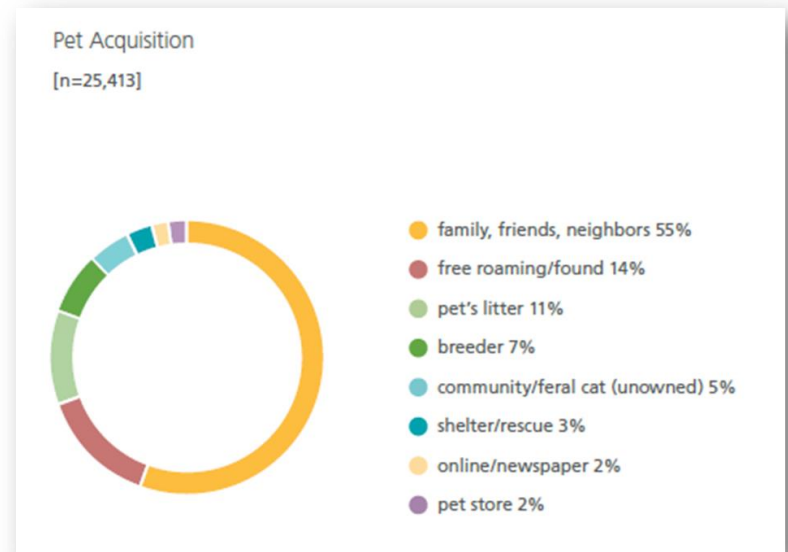 Pet Acquisition
[n=25,413]
family, friends, neighbors 55%
free roaming/found 14%
pet's litter 11%
breeder 7%
community/feral cat (unowned) 5%
shelter/rescue 3%
online/newspaper 2%
pet store 2%